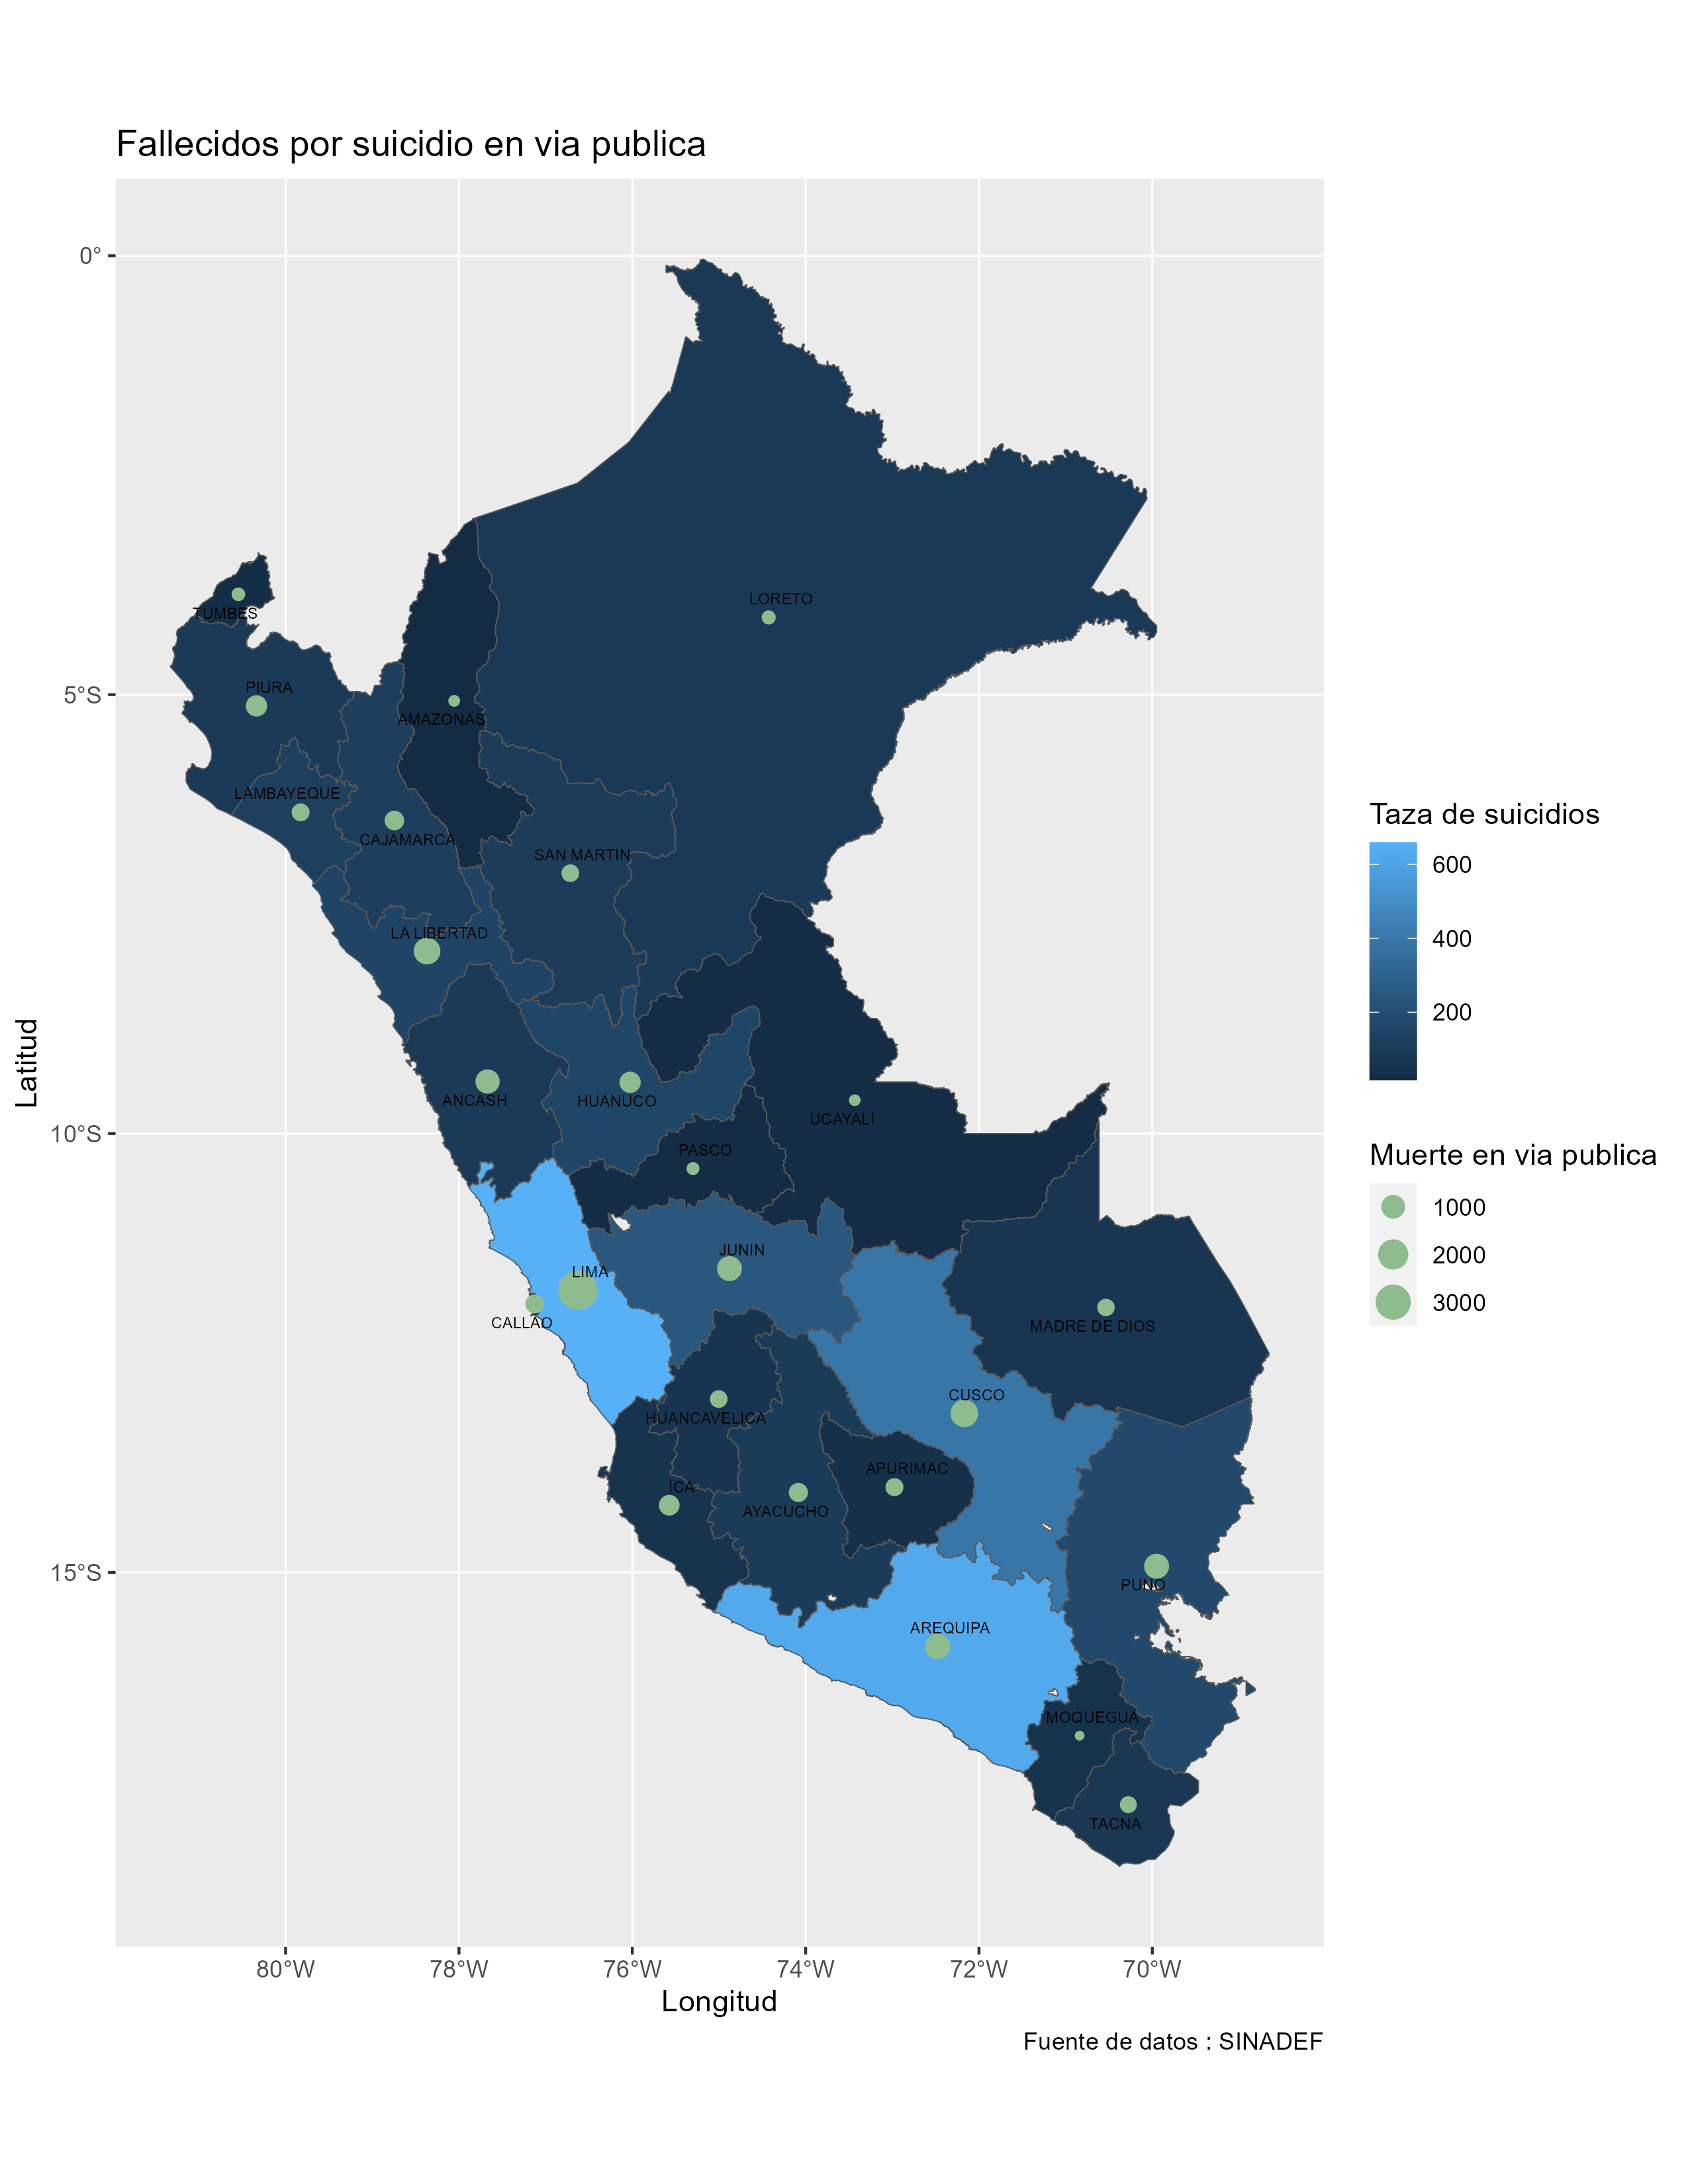 Fallecidos por suicidio en via publica
0°
5°S
10°S
15°S
Latitud
TUMBES
LORETO
PIURA
AMAZONAS
LAMBAYEQUE
CAJAMARCA
SAN MARTIN
LA LIBERTAD
ANCASH
HUANUCO
UCAYALI
PASCO
JUNIN
LIMA
CALLAO
MADRE DE DIOS
CUSCO
HUANCAVELICA
APURIMAC
ICA
AYACUCHO
PUNO
AREQUIPA
MOQUEGUA
TACNA
80°W
78°W
76°W
74°W
72°W
70°W
Longitud
Fuente de datos : SINADEF
Taza de suicidios
600
400
200
Muerte en via publica
1000
2000
3000